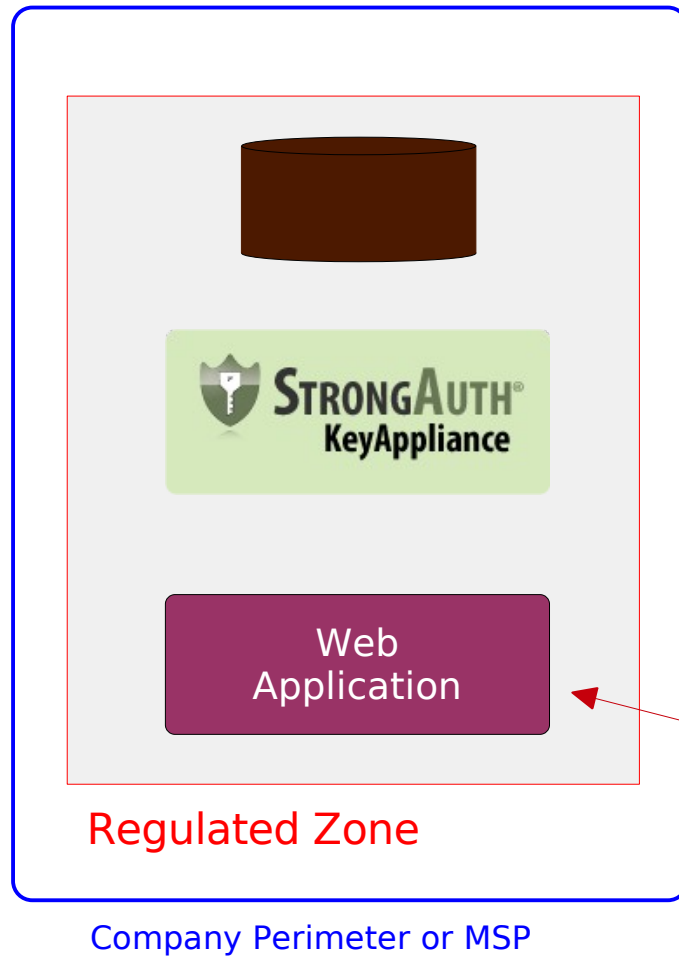 STRONGAUTH®
KeyAppliance
Web
Application
Regulated Zone
Company Perimeter or MSP